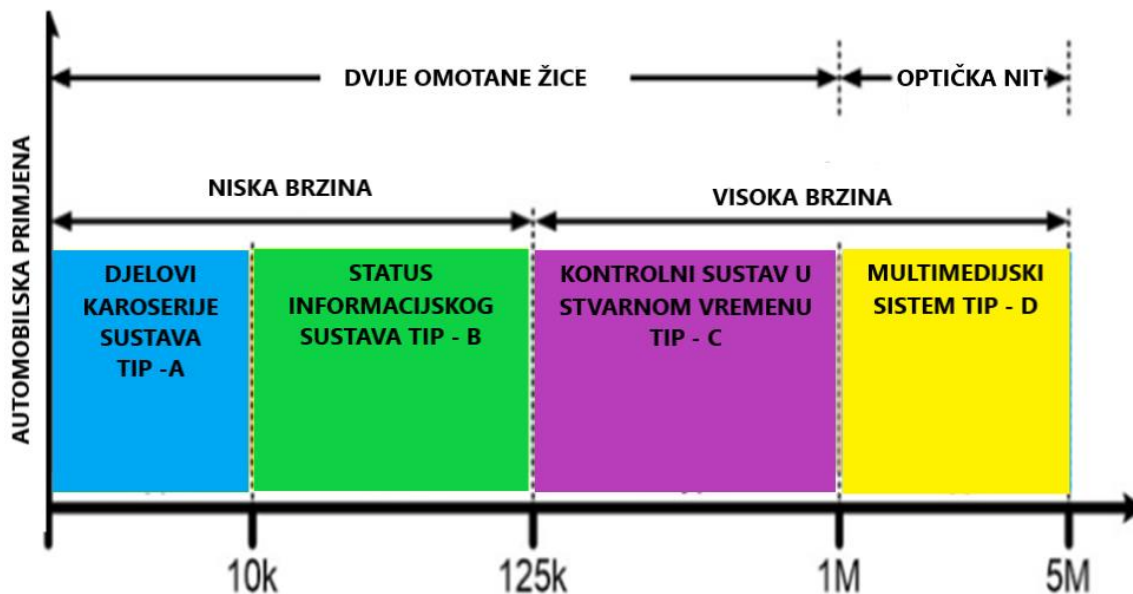 DVIJE OMOTANE ŽICE
OPTIČKA NIT
NISKA BRZINA
VISOKA BRZINA
AUTOMOBILSKA PRIMJENA
DJELOVI
KAROSERIJE
SUSTAVA
TIP -A
STATUS
INFORMACIJSKOG
SUSTAVA TIP - B
KONTROLNI SUSTAV U
STVARNOM VREMENU
TIP - C
MULTIMEDIJSKI
SISTEM TIP - D
10k
125k
1M
5M